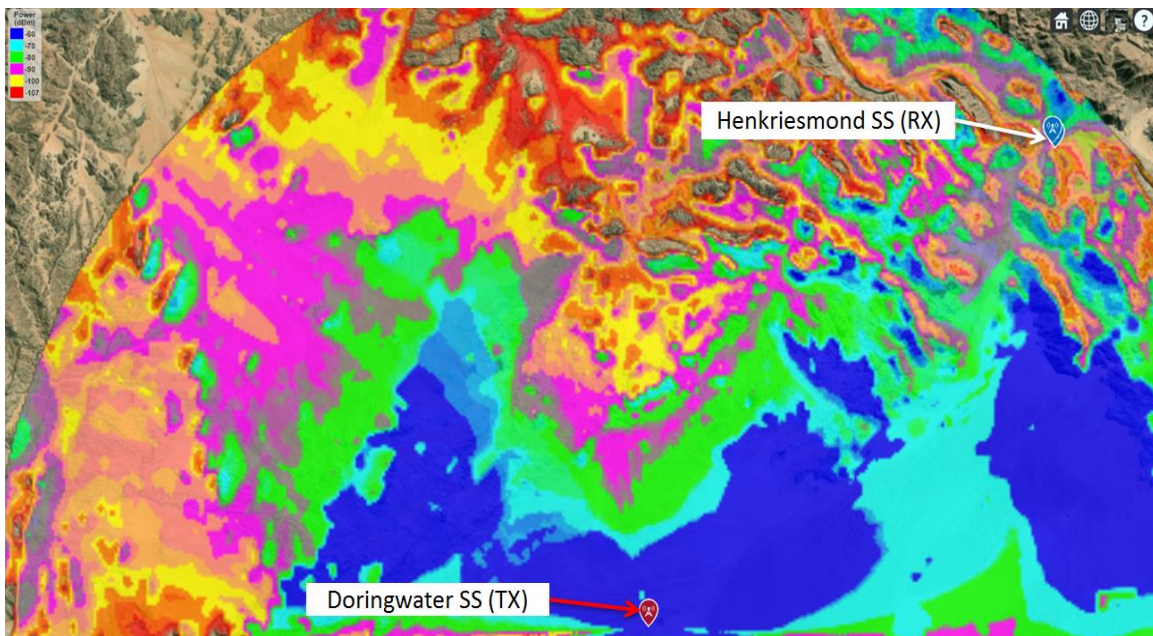 Power
(dBm)
-60
-70
-80
-90
-100
-107
?
Henkriesmond SS (RX)
Doringwater SS (TX)